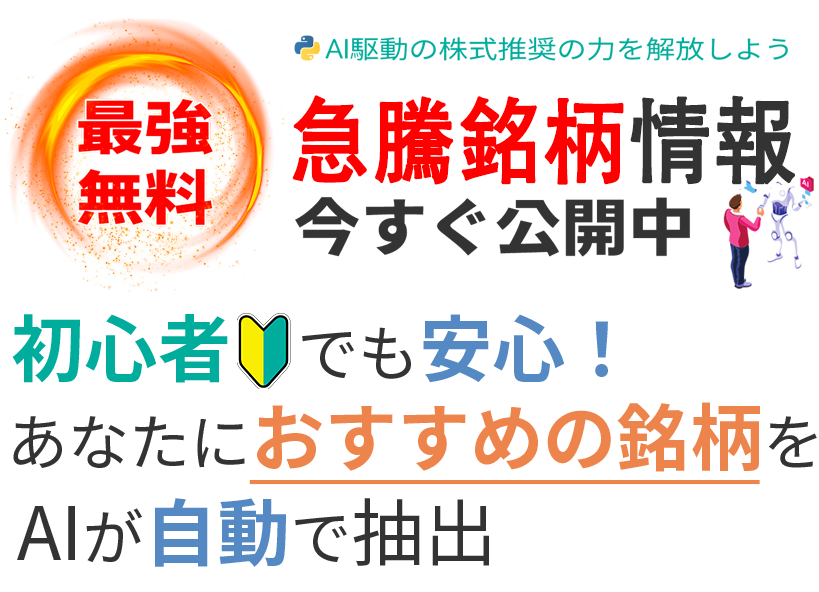 AI駆動の株式推奨の力を解放しよう
最強
無料
急騰銘柄情報
今すぐ公開中
AI
初心者でも安心！
あなたにおすすめの銘柄を
AIが自動で抽出